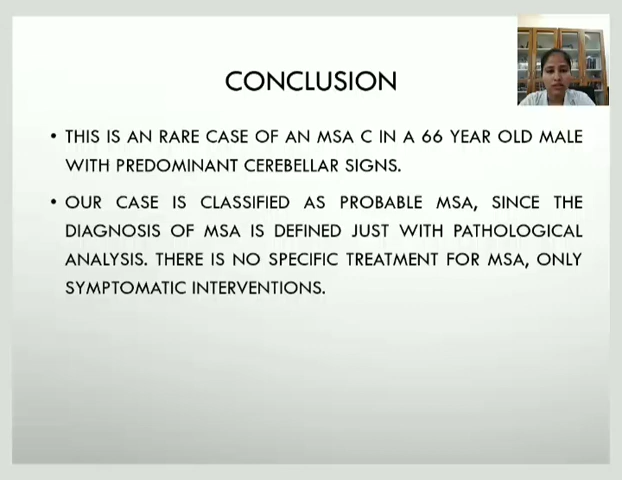 CONCLUSION
• THIS IS AN RARE CASE OF AN MSA C IN A 66 YEAR OLD MALE
WITH PREDOMINANT CEREBELLAR SIGNS.
• OUR CASE IS CLASSIFIED AS PROBABLE MSA, SINCE THE
DIAGNOSIS OF MSA IS DEFINED JUST WITH PATHOLOGICAL
ANALYSIS. THERE IS NO SPECIFIC TREATMENT FOR MSA, ONLY
SYMPTOMATIC INTERVENTIONS.